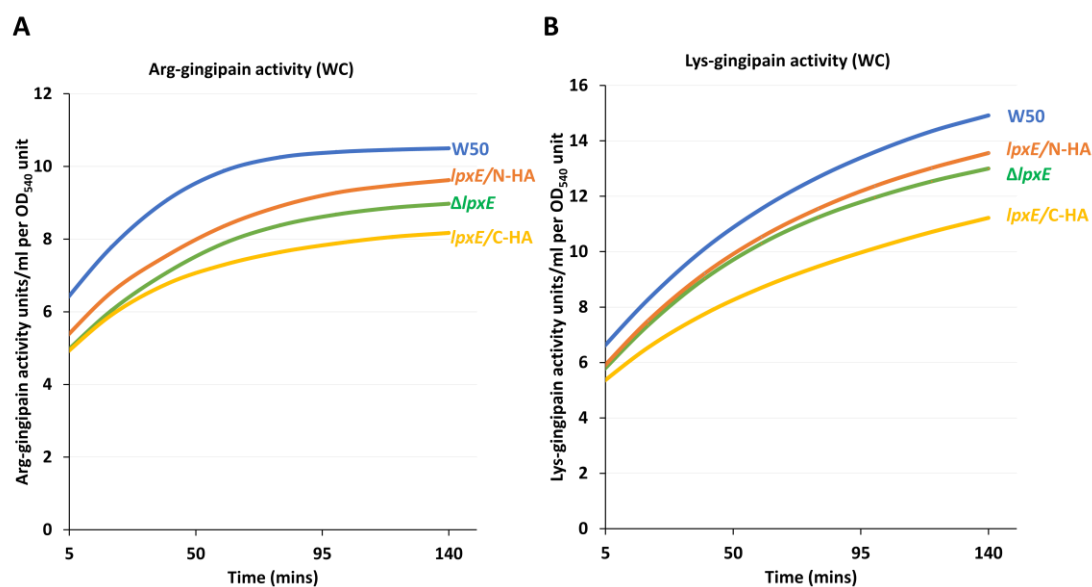 A
Arg-gingipain activity (WC)
Arg-gingipain activity units/ml per OD540 unit
12
10
8
6
4
2
0
5
50
95
140
Time (mins)
W50
lpxE/N-HA
ΔlpxE
lpxE/C-HA
B
Lys-gingipain activity (WC)
Lys-gingipain activity units/ml per OD540 unit
16
14
12
10
8
6
4
2
0
5
50
95
140
Time (mins)
W50
lpxE/N-HA
ΔlpxE
lpxE/C-HA